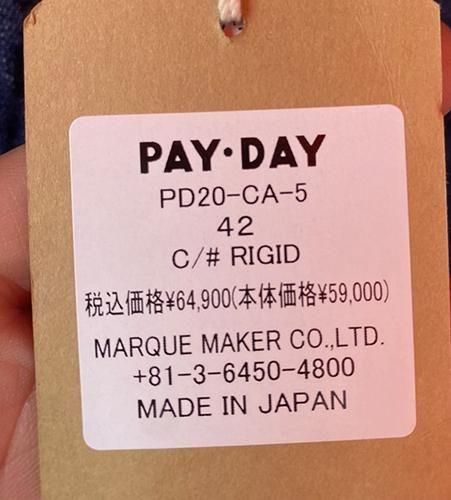 PAY・DAY
PD20-CA-5
42
C/# RIGID
税込価格¥64,900(本体価格¥59,000)
MARQUE MAKER CO.,LTD.
+81-3-6450-4800
MADE IN JAPAN